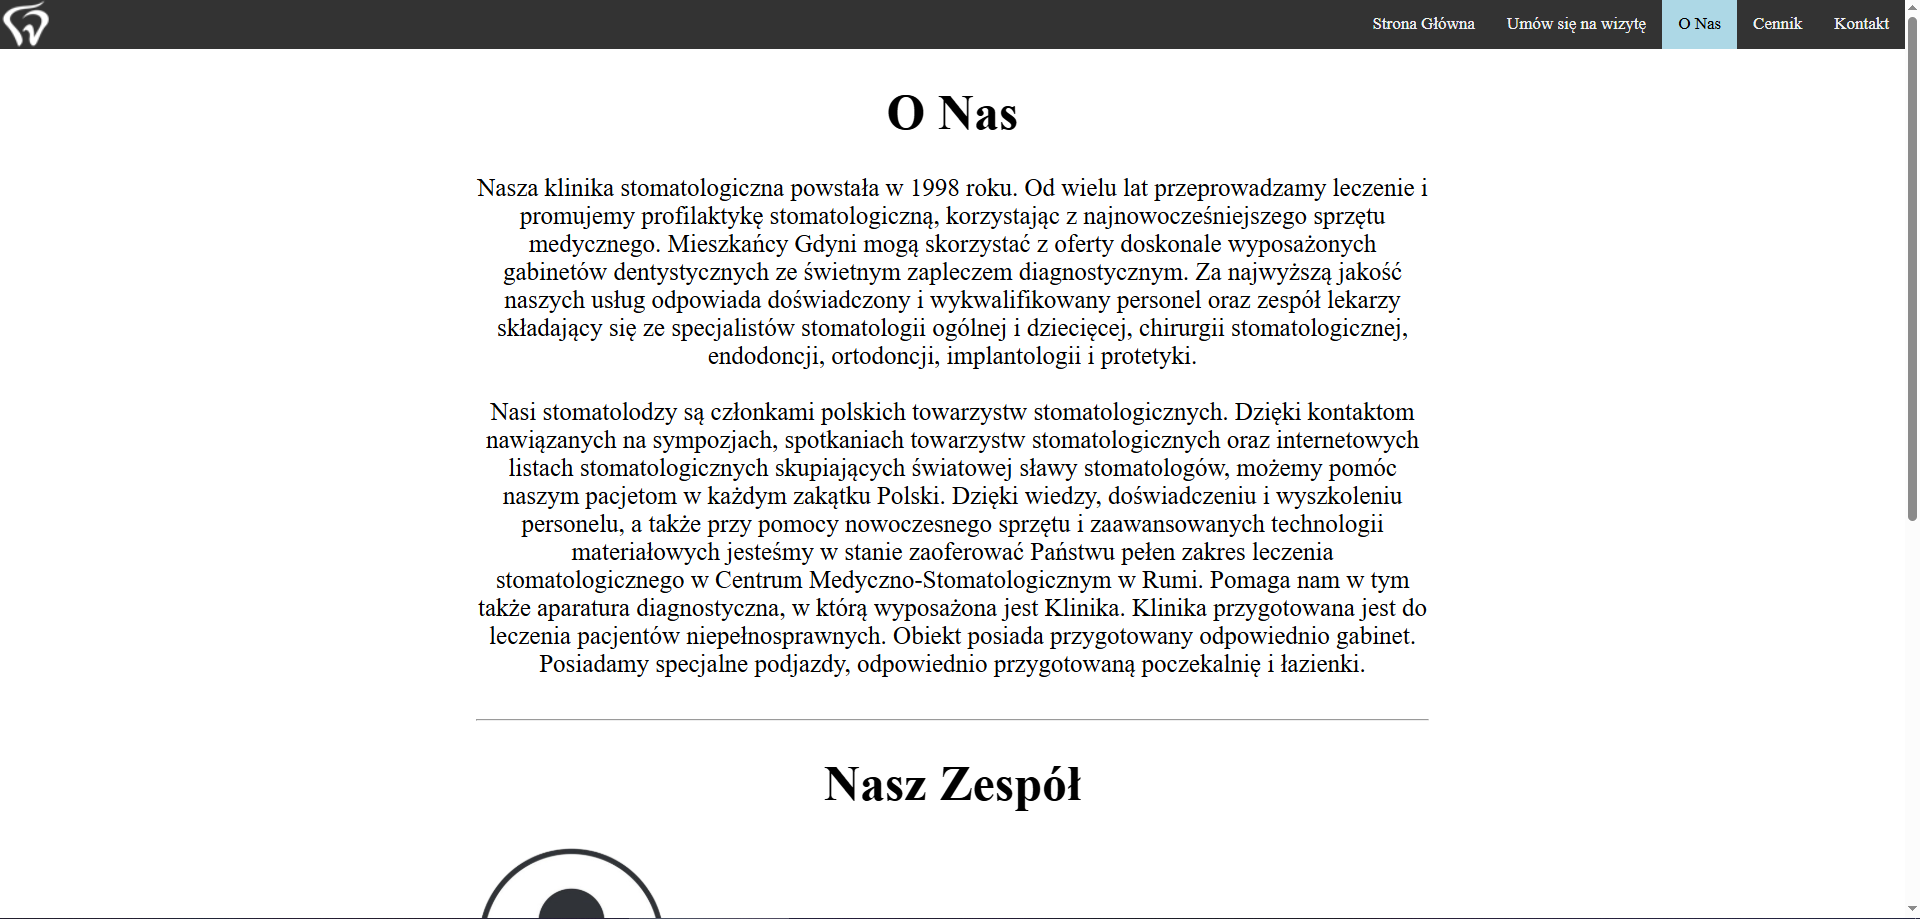 Strona Główna Umów się na wizytę O Nas Cennik Kontakt
O Nas
Nasza klinika stomatologiczna powstała w 1998 roku. Od wielu lat przeprowadzamy leczenie i
promujemy profilaktykę stomatologiczną, korzystając z najnowocześniejszego sprzętu
medycznego. Mieszkańcy Gdyni mogą skorzystać z oferty doskonale wyposażonych
gabinetów dentystycznych ze świetnym zapleczem diagnostycznym. Za najwyższą jakość
naszych usług odpowiada doświadczony i wykwalifikowany personel oraz zespół lekarzy
składający się ze specjalistów stomatologii ogólnej i dziecięcej, chirurgii stomatologicznej,
endodoncji, ortodoncji, implantologii i protetyki.
Nasi stomatolodzy są członkami polskich towarzystw stomatologicznych. Dzięki kontaktom
nawiązanych na sympozjach, spotkaniach towarzystw stomatologicznych oraz internetowych
listach stomatologicznych skupiających światowej sławy stomatologów, możemy pomóc
naszym pacjetom w każdym zakątku Polski. Dzięki wiedzy, doświadczeniu i wyszkoleniu
personelu, a także przy pomocy nowoczesnego sprzętu i zaawansowanych technologii
materiałowych jesteśmy w stanie zaoferować Państwu pełen zakres leczenia
stomatologicznego w Centrum Medyczno-Stomatologicznym w Rumi. Pomaga nam w tym
także aparatura diagnostyczna, w którą wyposażona jest Klinika. Klinika przygotowana jest do
leczenia pacjentów niepełnosprawnych. Obiekt posiada przygotowany odpowiednio gabinet.
Posiadamy specjalne podjazdy, odpowiednio przygotowaną poczekalnię i łazienki.
Nasz Zespół